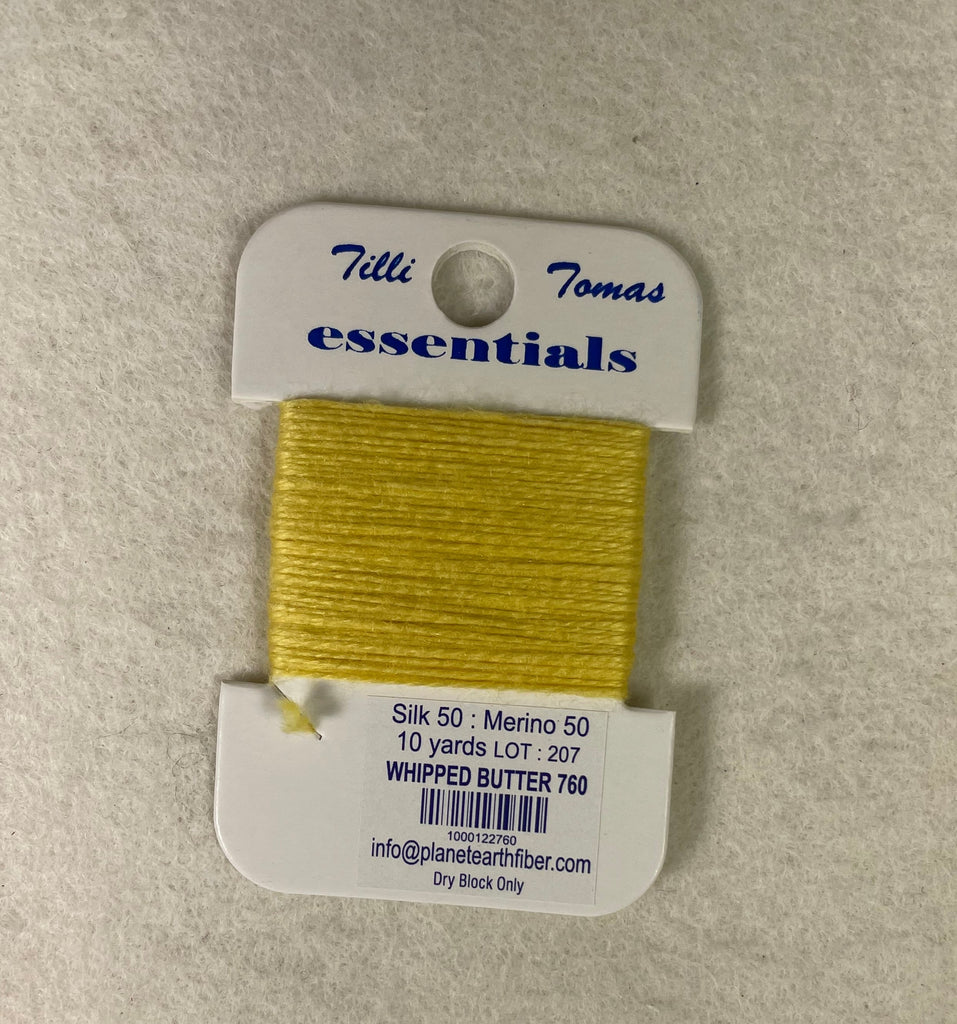 Tilli Tomas
essentials
Silk 50 : Merino 50
10 yards LOT : 207
WHIPPED BUTTER 760
1000122760
info@planetearthfiber.com
Dry Block Only